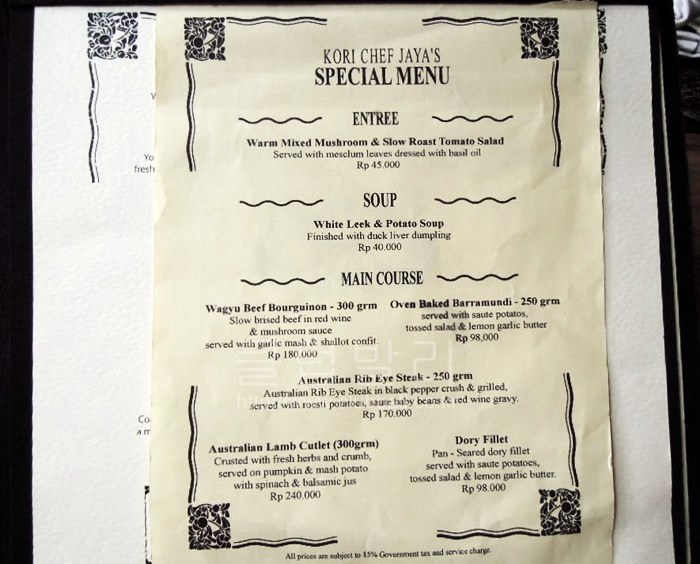 KORI CHEF JAYA'S
SPECIAL MENU
ENTREE
Warm Mixed Mushroom & Slow Roast Tomato Salad
Served with mesclum leaves dressed with basil oil
Rp 45.000
SOUP
White Leek & Potato Soup
Finished with duck liver dumpling
Rp 40.000
MAIN COURSE
Wagyu Beef Bourguinon - 300 grm
Slow brised beef in red wine
& mushroom sauce
served with garlic mash & shallot confit.
Rp 180.000
Oven Baked Barramundi - 250 grm
served with saute potatos,
tossed salad & lemon garlic butter
Rp 98,000
Australian Rib Eye Steak - 250 grm
Australian Rib Eye Steak in black pepper crush & grilled,
served with roesti potatoes, saute baby beans & red wine gravy.
Rp 170.000
Australian Lamb Cutlet (300grm)
Crusted with fresh herbs and crumb,
served on pumpkin & mash potato
with spinach & balsamic jus
Rp 240.000
Dory Fillet
Pan - Seared dory fillet
served with saute potatoes,
tossed salad & lemon garlic butter.
Rp 98.000
All prices are subject to 15% Government tax and service charge.
Yo
fresh
Co
a m